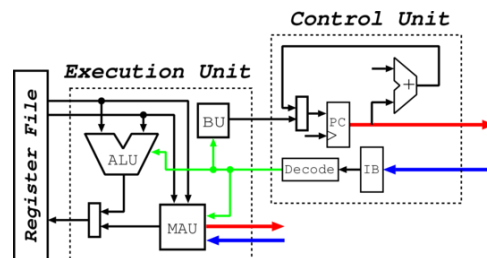 Control Unit
Execution Unit
Register File
BU
PC
+
ALU
Decode
IB
MAU